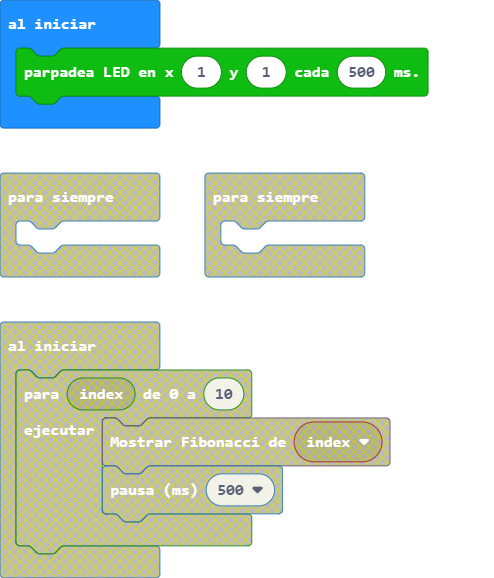 al iniciar
parpadea LED en x 1 y 1 cada 500 ms.
para siempre
para siempre
al iniciar
para index de 0 a 10
ejecutar
Mostrar Fibonacci de index
pausa (ms) 500